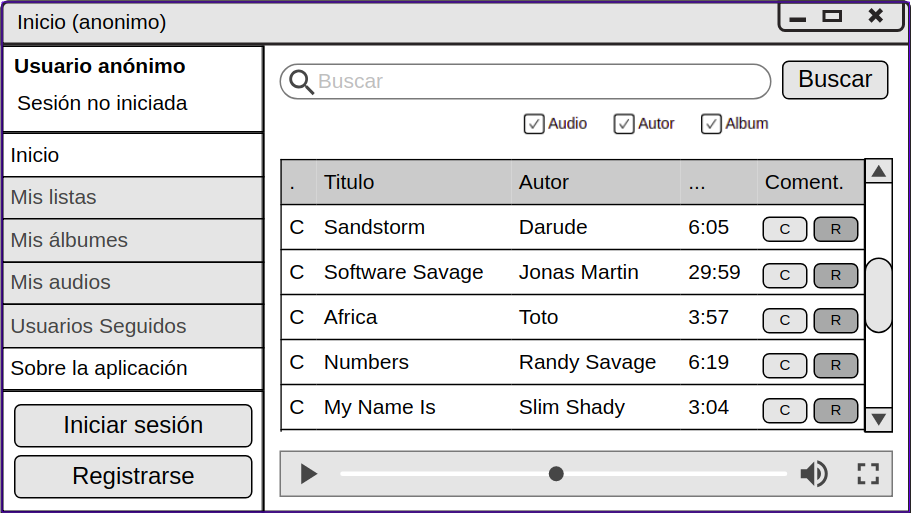 Inicio (anonimo)
Usuario anónimo
Sesión no iniciada
Inicio
Mis listas
Mis álbumes
Mis audios
Usuarios Seguidos
Sobre la aplicación
Iniciar sesión
Registrarse
Buscar
Buscar
Audio Autor Album
. Titulo Autor ... Coment.
C Sandstorm Darude 6:05 C R
C Software Savage Jonas Martin 29:59 C R
C Africa Toto 3:57 C R
C Numbers Randy Savage 6:19 C R
C My Name Is Slim Shady 3:04 C R